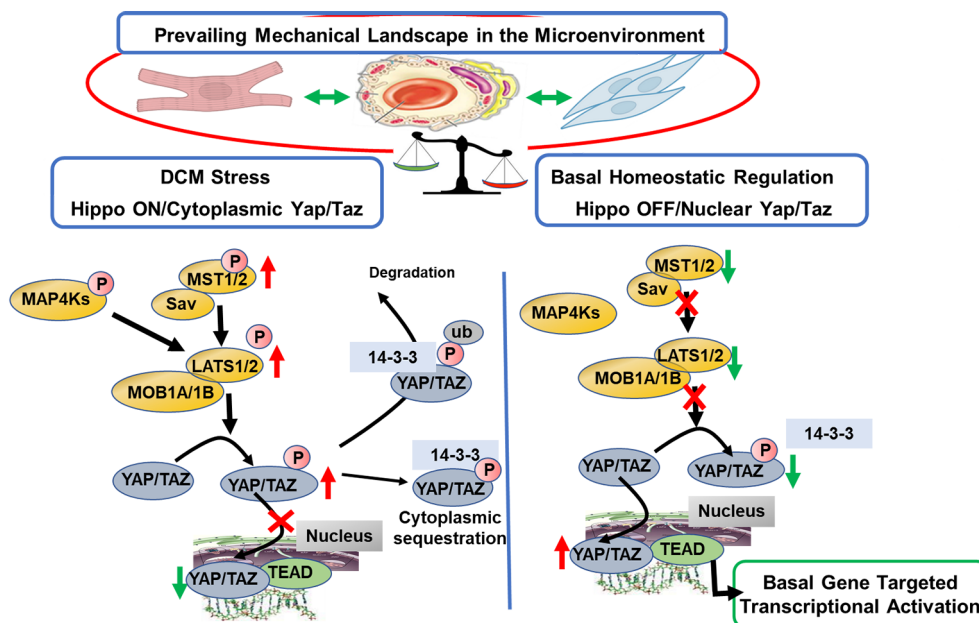 Prevailing Mechanical Landscape in the Microenvironment
DCM Stress
Hippo ON/Cytoplasmic Yap/Taz
Basal Homeostatic Regulation
Hippo OFF/Nuclear Yap/Taz
P
MAP4Ks
P
MST1/2
Sav
P
LATS1/2
MOB1A/1B
YAP/TAZ
P
YAP/TAZ
Degradation
ub
14-3-3
P
YAP/TAZ
14-3-3
P
YAP/TAZ
Cytoplasmic
sequestration
Nucleus
YAP/TAZ
TEAD
MST1/2
Sav
MAP4Ks
LATS1/2
MOB1A/1B
14-3-3
P
YAP/TAZ
YAP/TAZ
Nucleus
YAP/TAZ
TEAD
Basal Gene Targeted
Transcriptional Activation